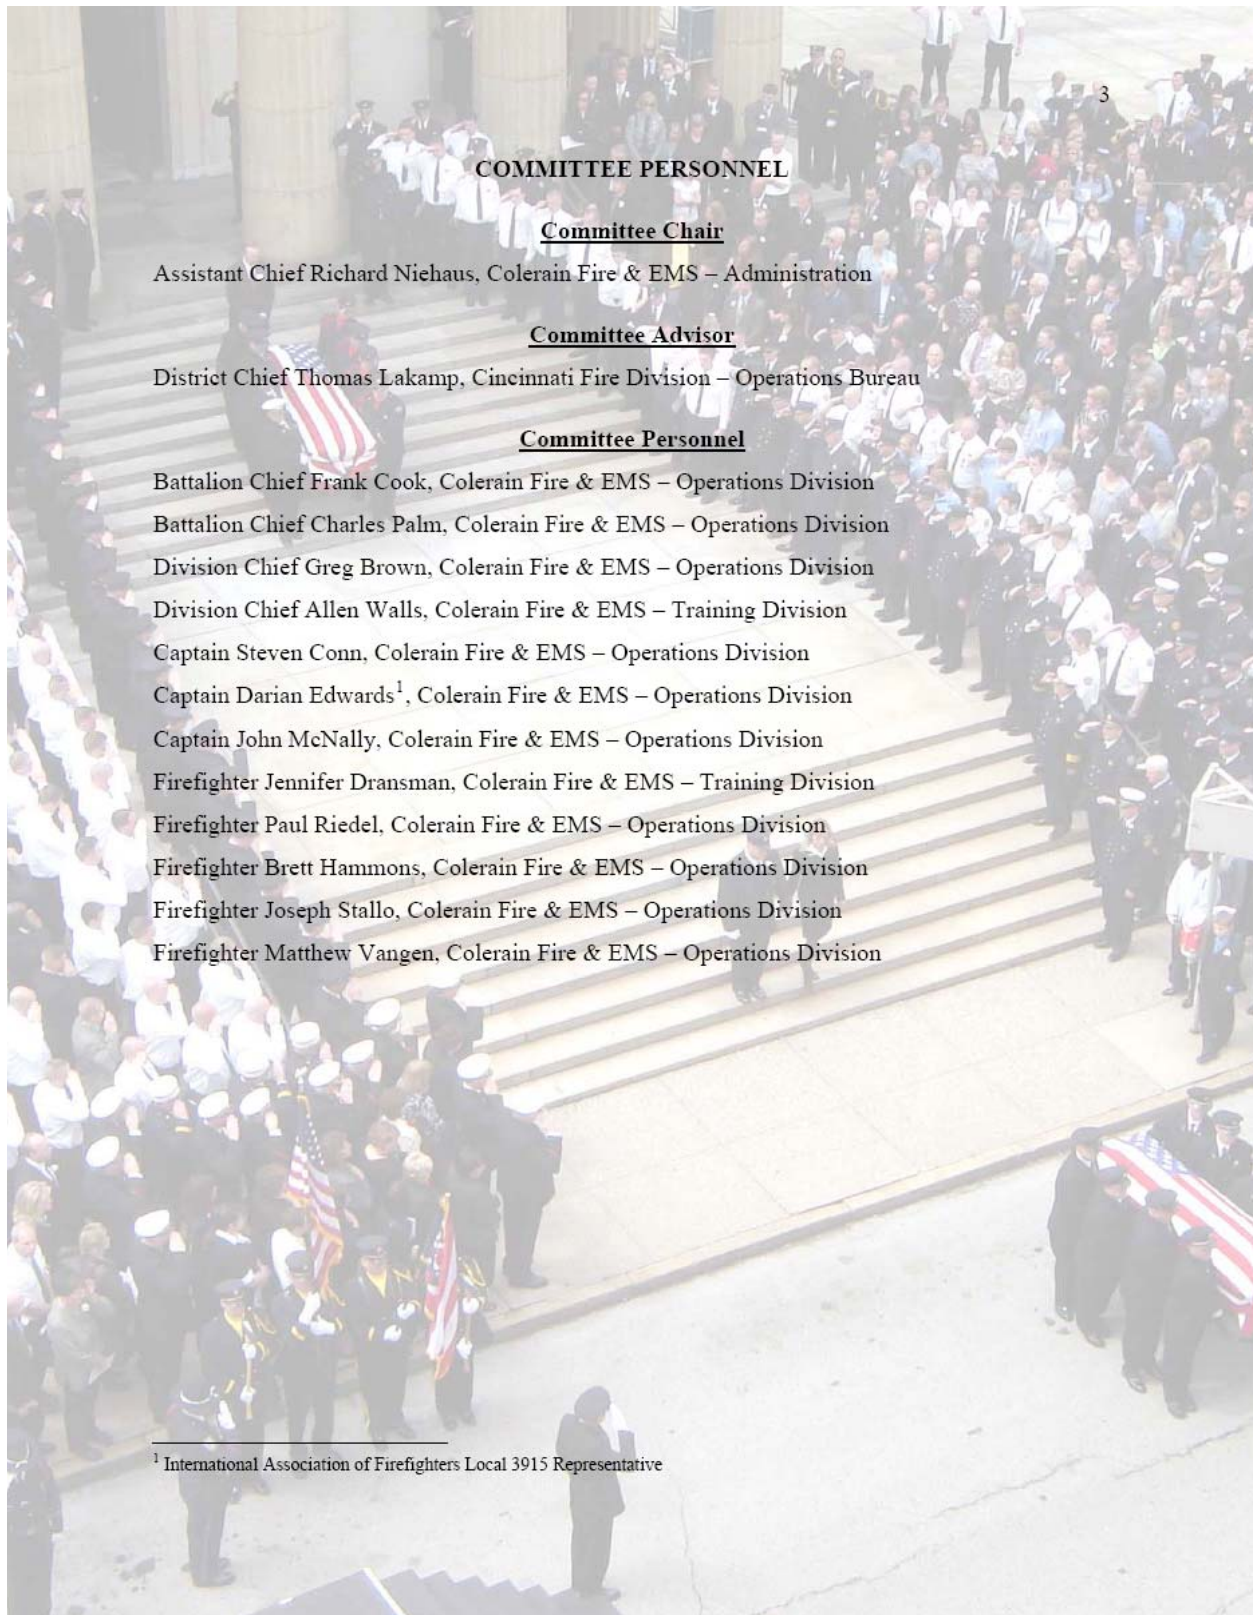 3
COMMITTEE PERSONNEL
Committee Chair
Assistant Chief Richard Niehaus, Colerain Fire & EMS – Administration
Committee Advisor
District Chief Thomas Lakamp, Cincinnati Fire Division – Operations Bureau
Committee Personnel
Battalion Chief Frank Cook, Colerain Fire & EMS – Operations Division
Battalion Chief Charles Palm, Colerain Fire & EMS – Operations Division
Division Chief Greg Brown, Colerain Fire & EMS – Operations Division
Division Chief Allen Walls, Colerain Fire & EMS – Training Division
Captain Steven Conn, Colerain Fire & EMS – Operations Division
Captain Darian Edwards¹, Colerain Fire & EMS – Operations Division
Captain John McNally, Colerain Fire & EMS – Operations Division
Firefighter Jennifer Dransman, Colerain Fire & EMS – Training Division
Firefighter Paul Riedel, Colerain Fire & EMS – Operations Division
Firefighter Brett Hammons, Colerain Fire & EMS – Operations Division
Firefighter Joseph Stallo, Colerain Fire & EMS – Operations Division
Firefighter Matthew Vangen, Colerain Fire & EMS – Operations Division
¹ International Association of Firefighters Local 3915 Representative